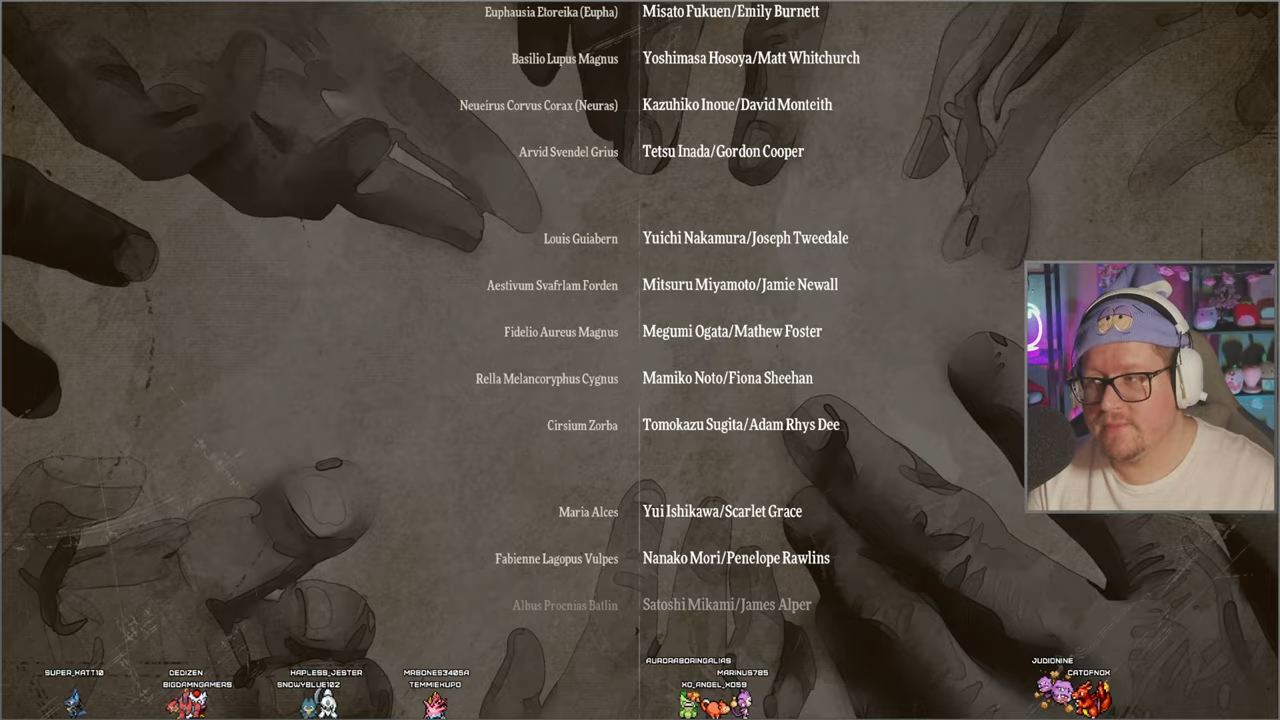 Euphausia Etoreika (Eupha) Misato Fukuen/Emily Burnett
Basilio Lupus Magnus Yoshimasa Hosoya/Matt Whitchurch
Neueirus Corvus Corax (Neuras) Kazuhiko Inoue/David Monteith
Arvid Svendel Grius Tetsu Inada/Gordon Cooper
Louis Guiabern Yuichi Nakamura/Joseph Tweedale
Aestivum Svafrlam Forden Mitsuru Miyamoto/Jamie Newall
Fidelio Aureus Magnus Megumi Ogata/Mathew Foster
Rella Melancoryphus Cygnus Mamiko Noto/Fiona Sheehan
Cirsium Zorba Tomokazu Sugita/Adam Rhys Dee
Maria Alces Yui Ishikawa/Scarlet Grace
Fabienne Lagopus Vulpes Nanako Mori/Penelope Rawlins
Albus Procnias Batlin Satoshi Mikami/James Alper
AURORABORINGALIAS JUDIONINE
SUPER_KATT10 DEDIZEN HAPLESS_JESTER MRBONES3405A MARINUS785 CATOFNOX
BIGDAMNGAMERS SNOWYBLUE102 TEMMIEKUPO XO_ANGEL_XO59